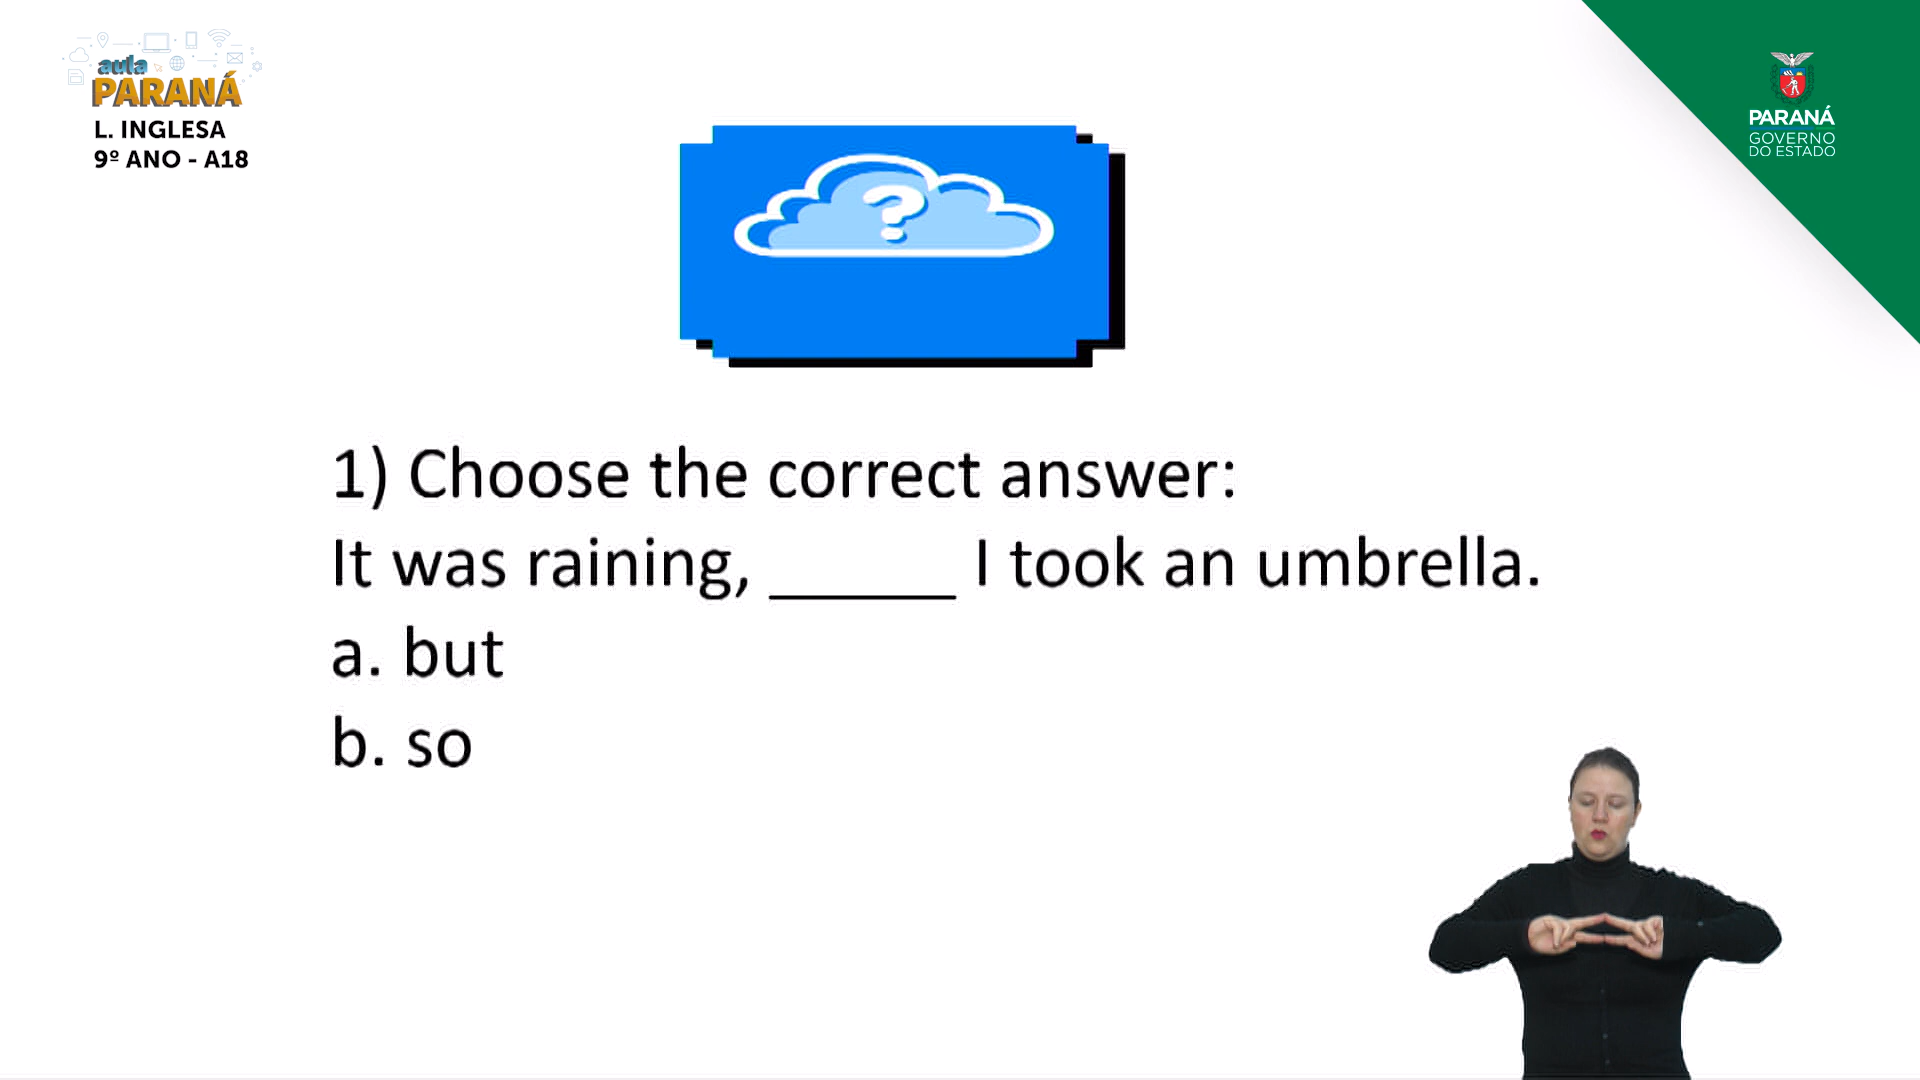 aula
PARANÁ
L. INGLESA
9º ANO - A18
PARANÁ
GOVERNO
DO ESTADO
?
1) Choose the correct answer:
It was raining, ______ I took an umbrella.
a. but
b. so